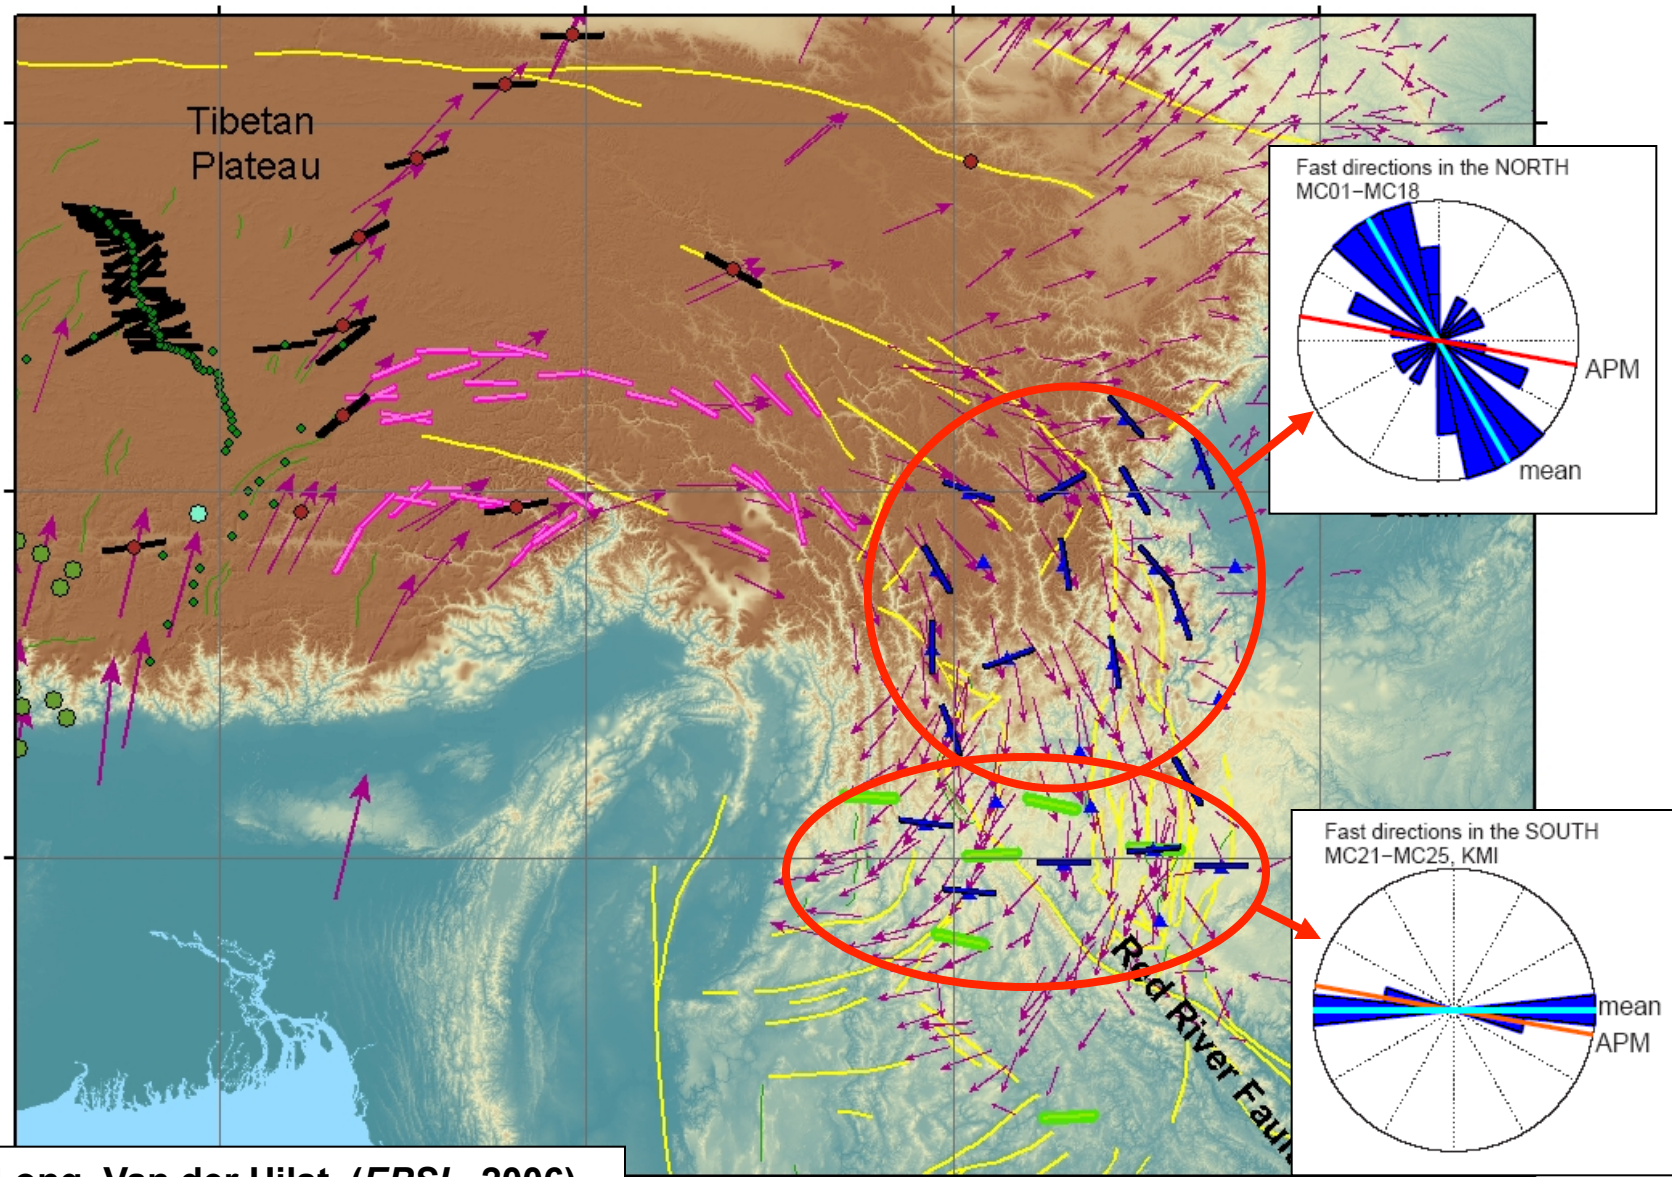 Tibetan
Plateau
Fast directions in the NORTH
MC01−MC18
APM
mean
Fast directions in the SOUTH
MC21−MC25, KMI
mean
APM
Red River Faul
Van der Hilst (EPSL, 2006)